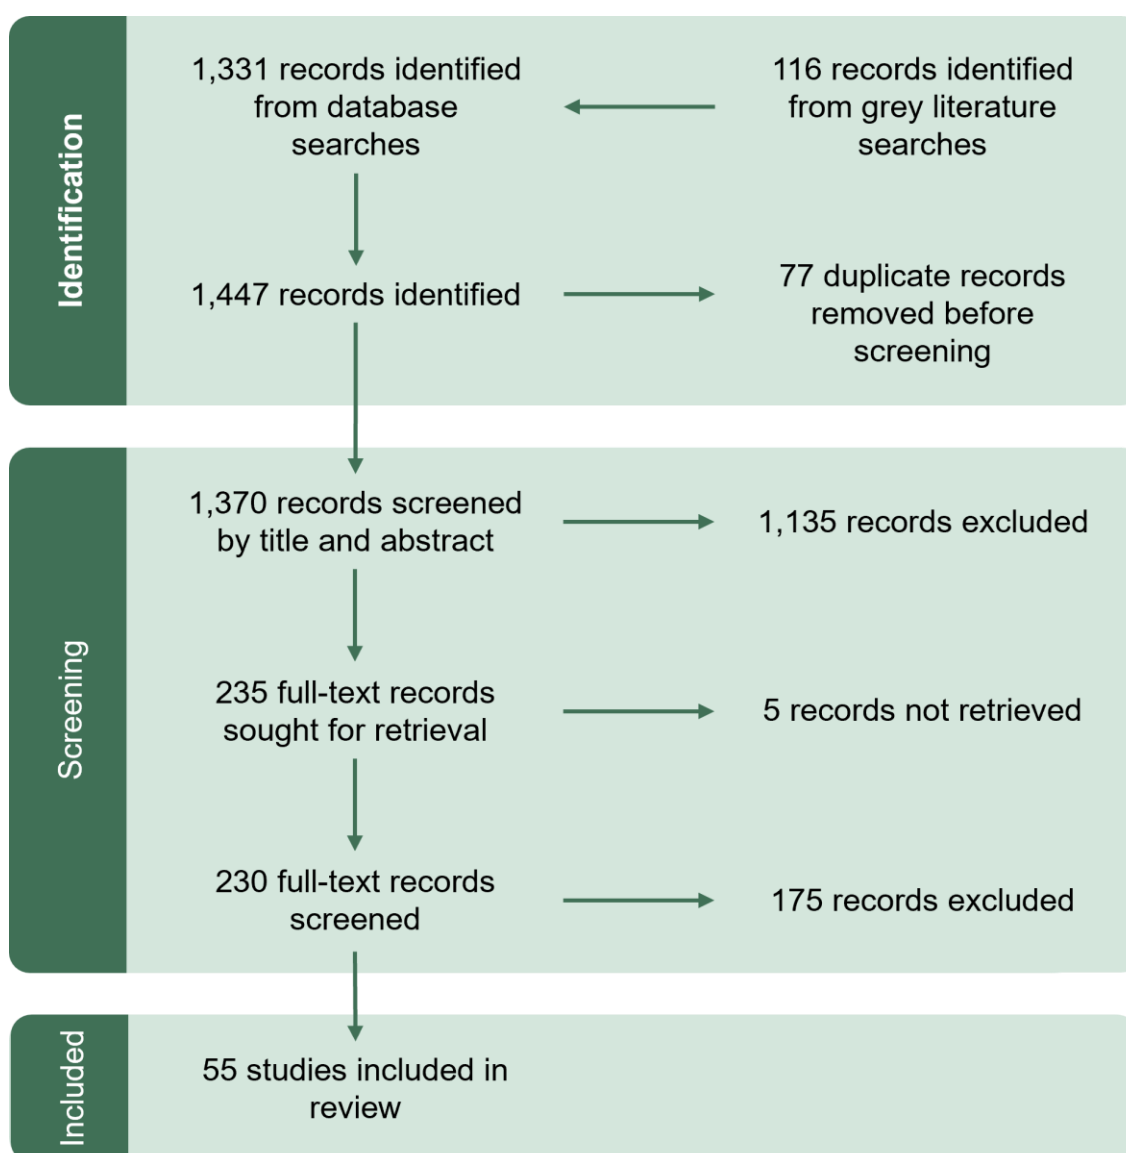 Identification
1,331 records identified
from database
searches
116 records identified
from grey literature
searches
1,447 records identified
77 duplicate records
removed before
screening
Screening
1,370 records screened
by title and abstract
1,135 records excluded
235 full-text records
sought for retrieval
5 records not retrieved
230 full-text records
screened
175 records excluded
Included
55 studies included in
review